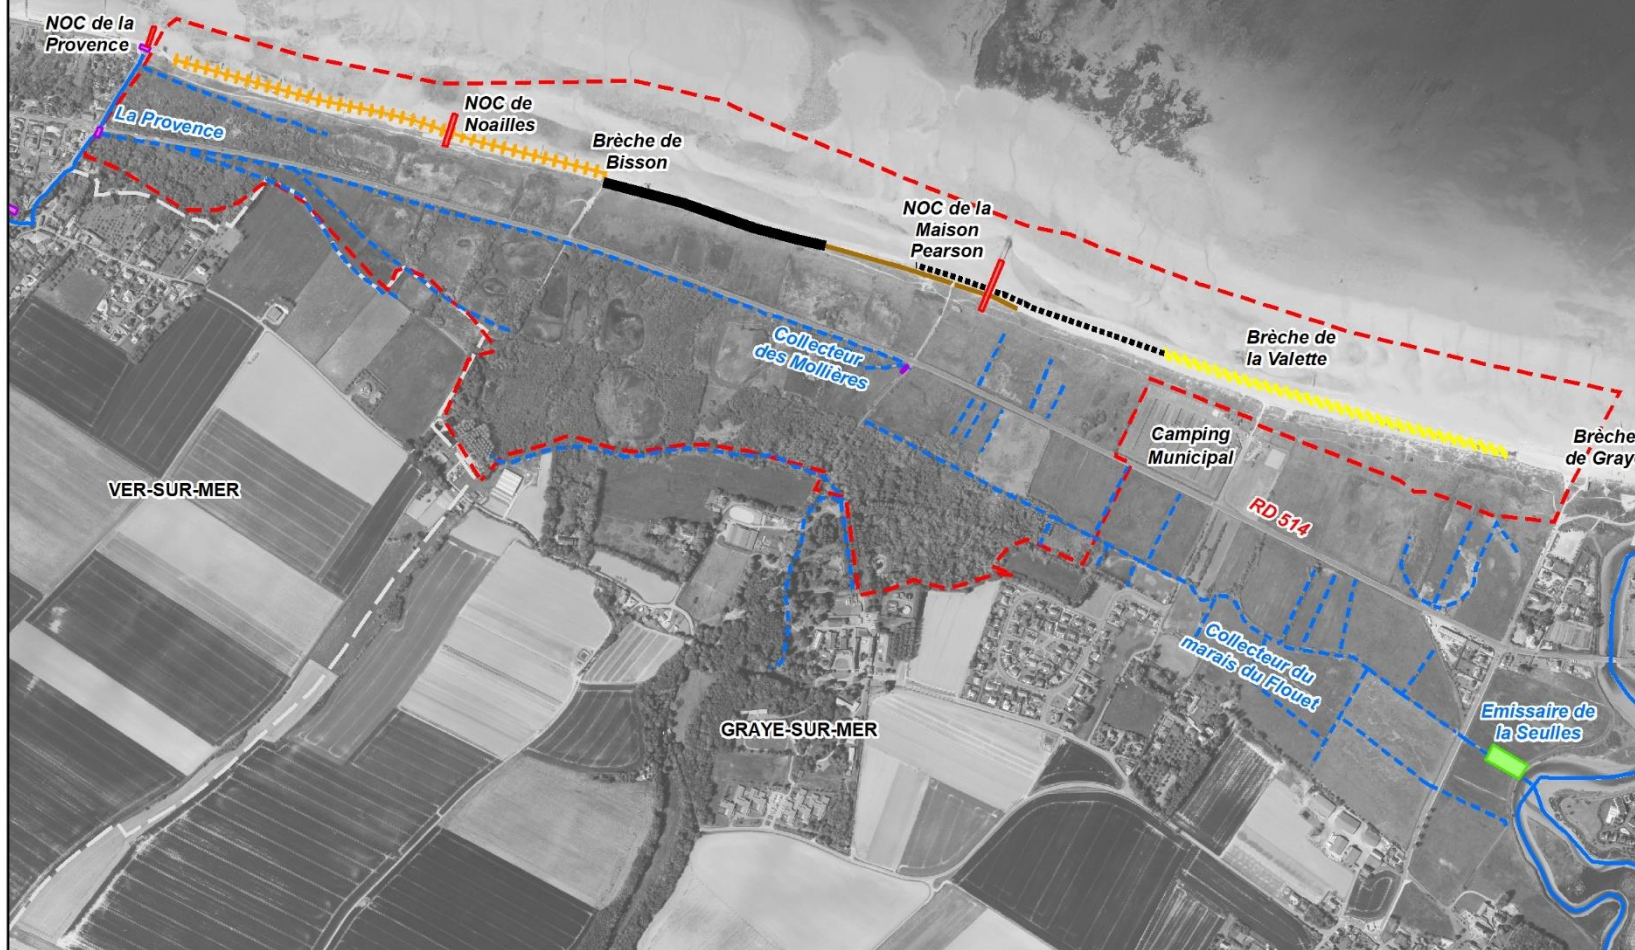 NOC de la
Provence
La Provence
NOC de
Noailles
Brèche de
Bisson
NOC de la
Maison
Pearson
Collecteur
des Mollières
Brèche de
la Valette
Camping
Municipal
Brèche
de Graye
RD 514
VER-SUR-MER
GRAYE-SUR-MER
Collecteur du
marais du Flouet
Emissaire de
la Seulles